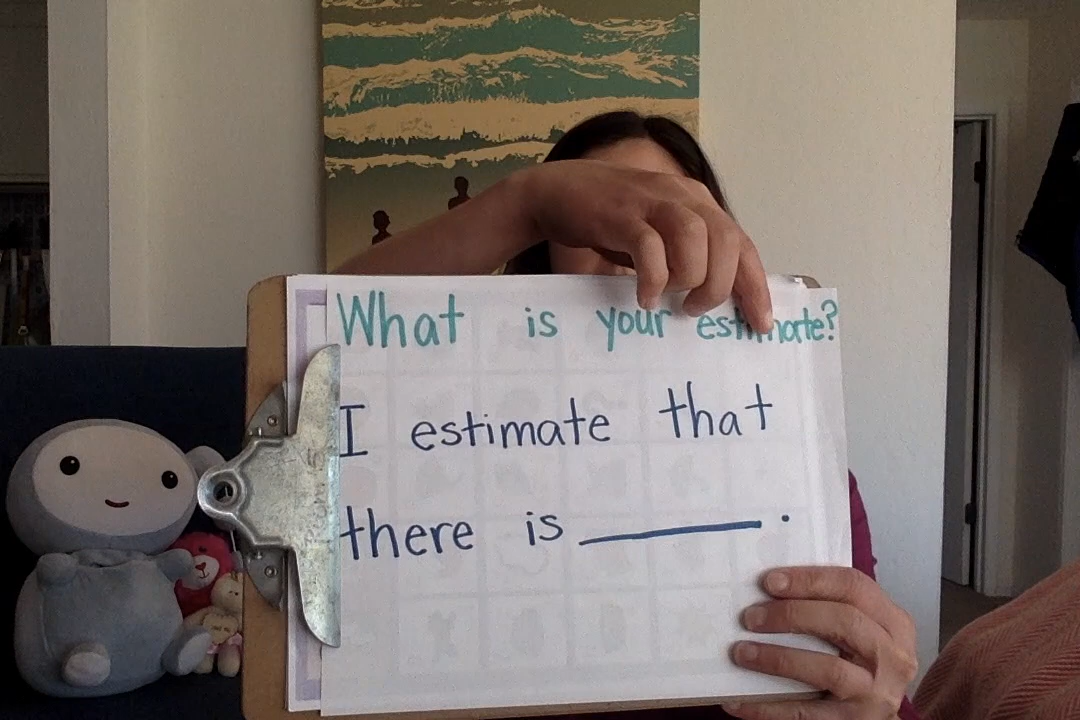 What is your estimate?
I estimate that
there is ______.